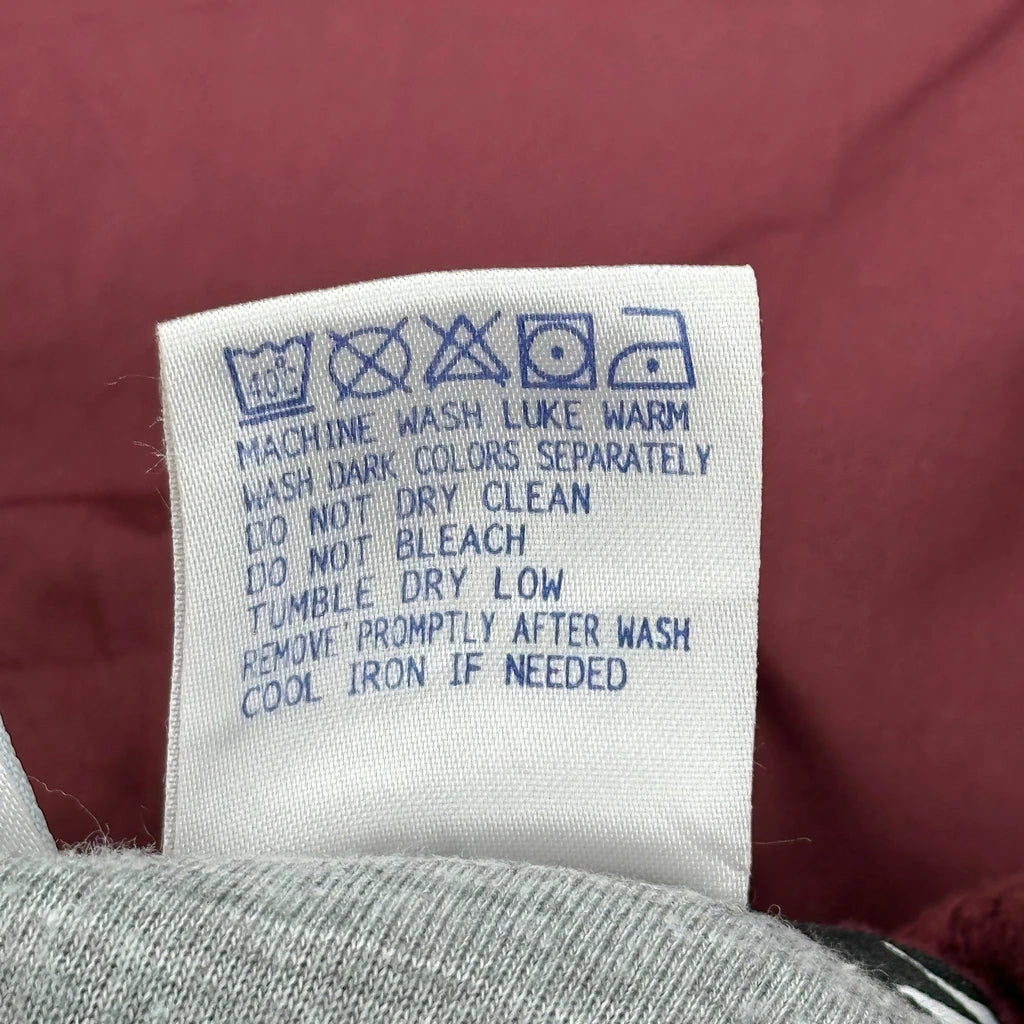 40°C
MACHINE WASH LUKE WARM
WASH DARK COLORS SEPARATELY
DO NOT DRY CLEAN
DO NOT BLEACH
TUMBLE DRY LOW
REMOVE PROMPTLY AFTER WASH
COOL IRON IF NEEDED